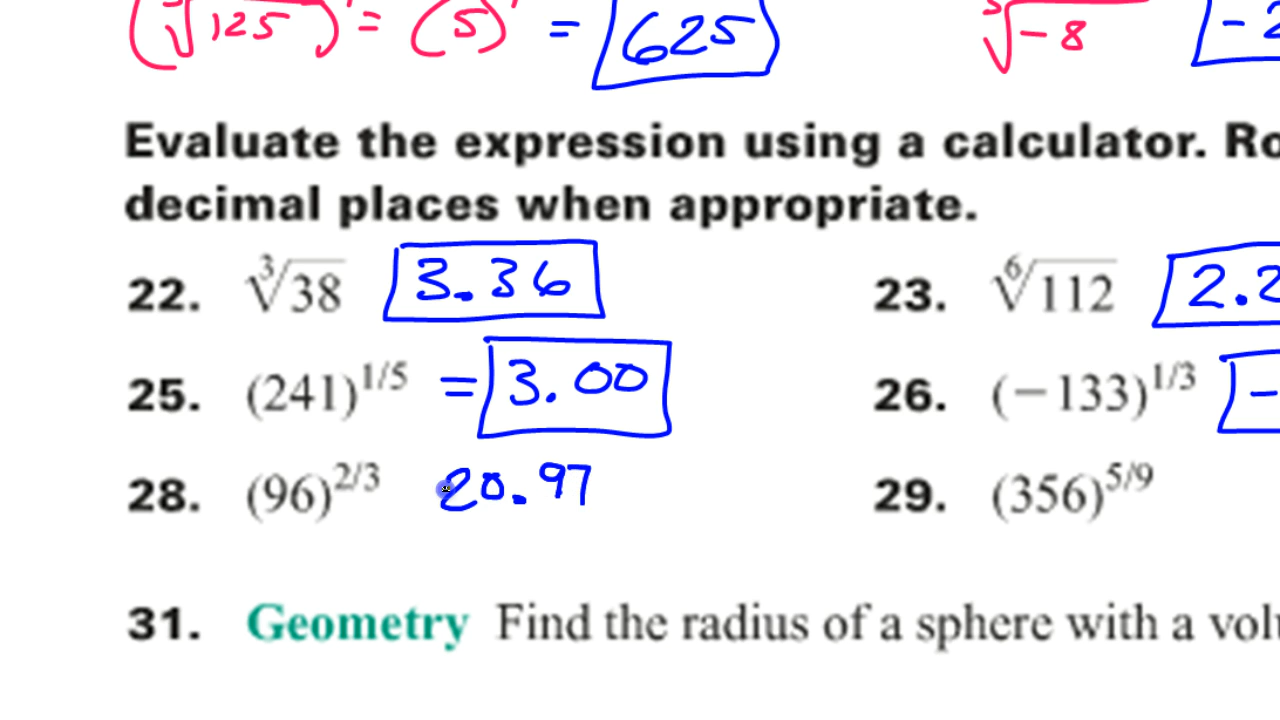 (∛125)' = (5)' = 625 ∛-8 -2
Evaluate the expression using a calculator. Ro
decimal places when appropriate.
22. ∛38 3.36 23. ⁶√112 2.2
25. (241)^1/5 = 3.00 26. (-133)^1/3 -
28. (96)^2/3 20.97 29. (356)^5/9
31. Geometry Find the radius of a sphere with a vol